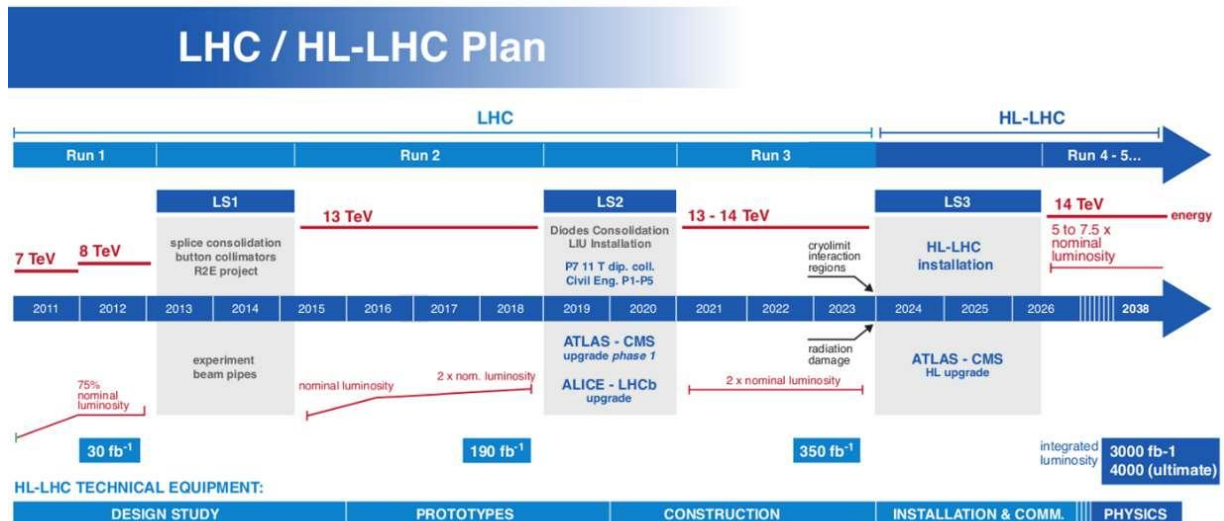 LHC / HL-LHC Plan
LHC
HL-LHC
Run 1
Run 2
Run 3
Run 4 - 5...
LS1
splice consolidation
button collimators
R2E project
LS2
Diodes Consolidation
LIU Installation
P7 11 T dip. coll.
Civil Eng. P1-P5
LS3
HL-LHC
installation
7 TeV
8 TeV
13 TeV
13 - 14 TeV
14 TeV
energy
cryolimit
interaction
regions
5 to 7.5 x
nominal
luminosity
2011
2012
2013
2014
2015
2016
2017
2018
2019
2020
2021
2022
2023
2024
2025
2026
2038
75%
nominal
luminosity
experiment
beam pipes
nominal luminosity
2 x nom. luminosity
ATLAS - CMS
upgrade phase 1
ALICE - LHCb
upgrade
2 x nominal luminosity
radiation
damage
ATLAS - CMS
HL upgrade
30 fb-1
190 fb-1
350 fb-1
integrated
luminosity
3000 fb-1
4000 (ultimate)
HL-LHC TECHNICAL EQUIPMENT:
DESIGN STUDY
PROTOTYPES
CONSTRUCTION
INSTALLATION & COMM.
PHYSICS